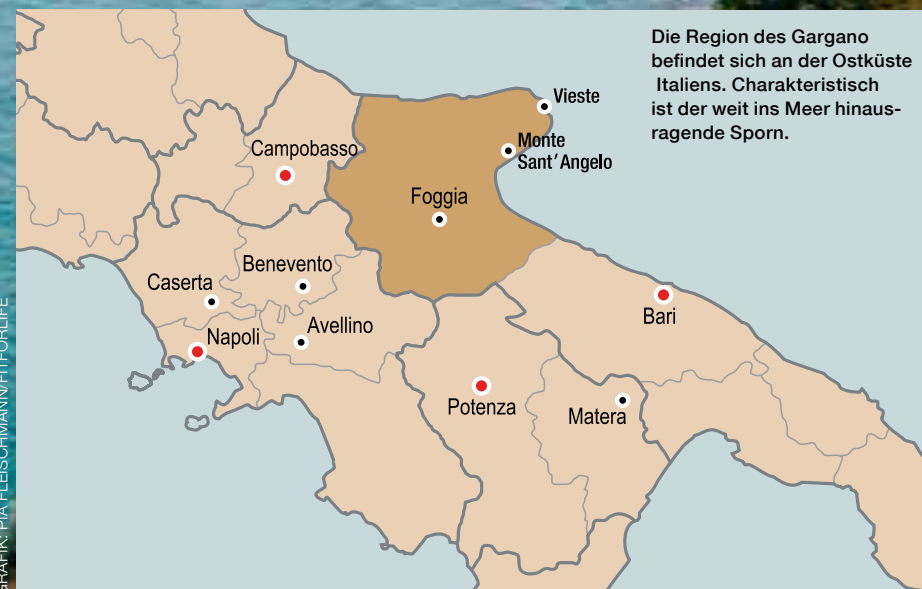 Die Region des Gargano
befindet sich an der Ostküste
Italiens. Charakteristisch
ist der weit ins Meer hinaus-
ragende Sporn.
Vieste
Monte
Sant'Angelo
Campobasso
Foggia
Benevento
Caserta
Napoli
Avellino
Bari
Potenza
Matera
GRAFIK: PIA FLEISCHMANN/FITFORLIFE